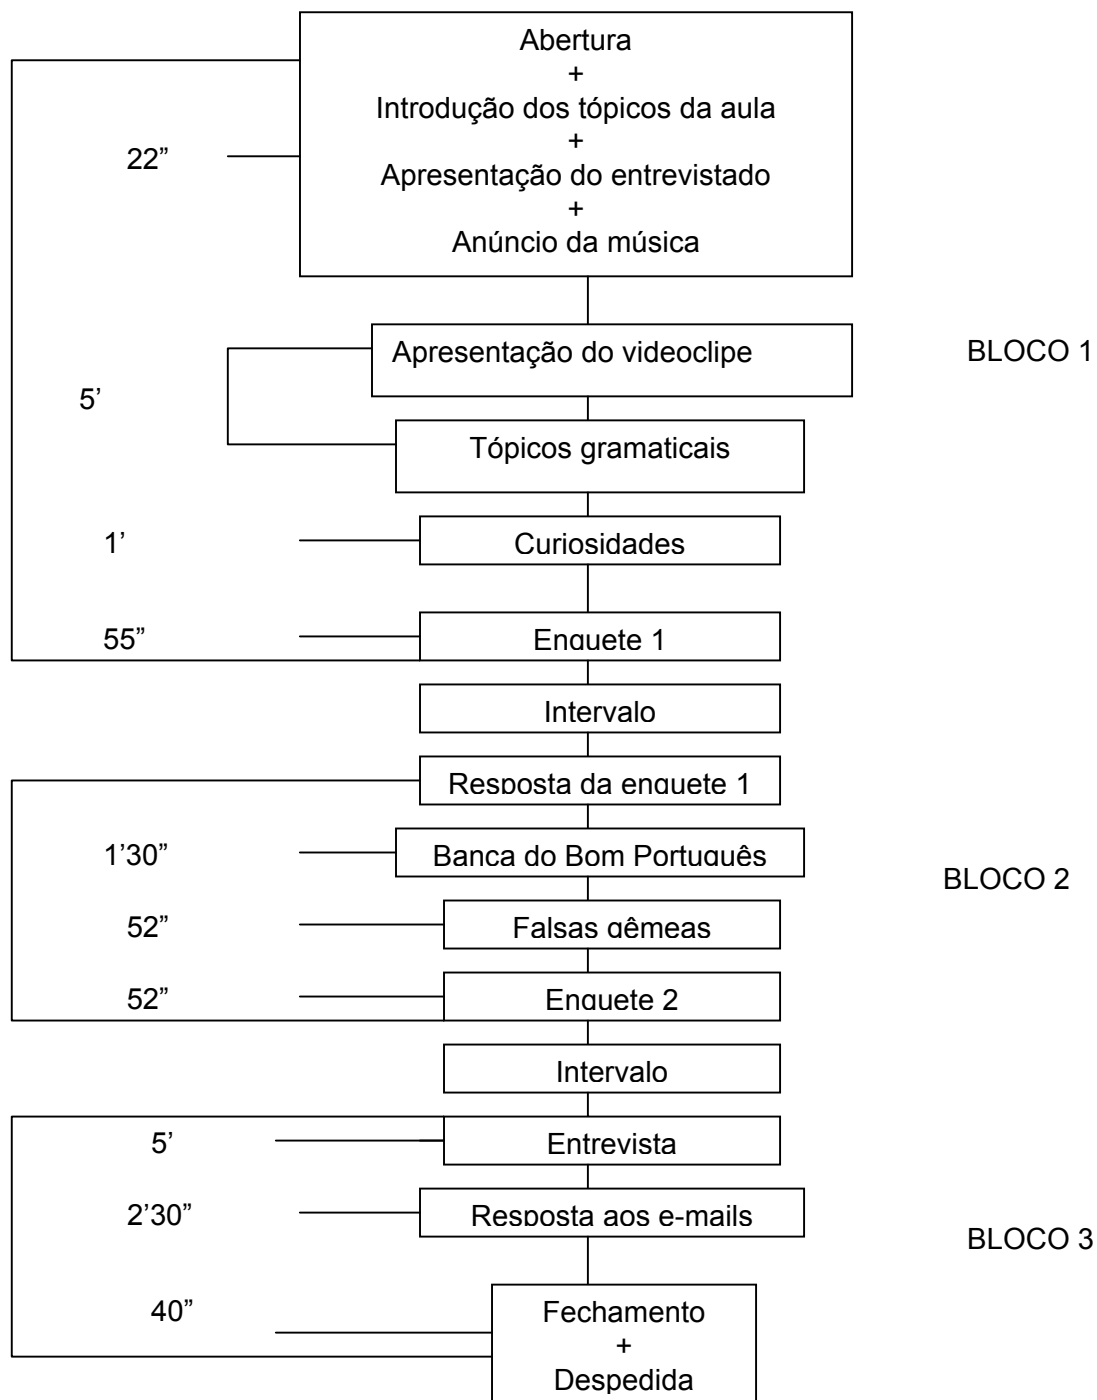 Abertura
+
Introdução dos tópicos da aula
+
22” Apresentação do entrevistado
+
Anúncio da música
Apresentação do videoclipe BLOCO 1
5’
Tópicos gramaticais
1’ Curiosidades
55” Enquete 1
Intervalo
Resposta da enquete 1
1’30” Banca do Bom Português
BLOCO 2
52” Falsas gêmeas
52” Enquete 2
Intervalo
5’ Entrevista
2’30” Resposta aos e-mails
BLOCO 3
40” Fechamento
+
Despedida